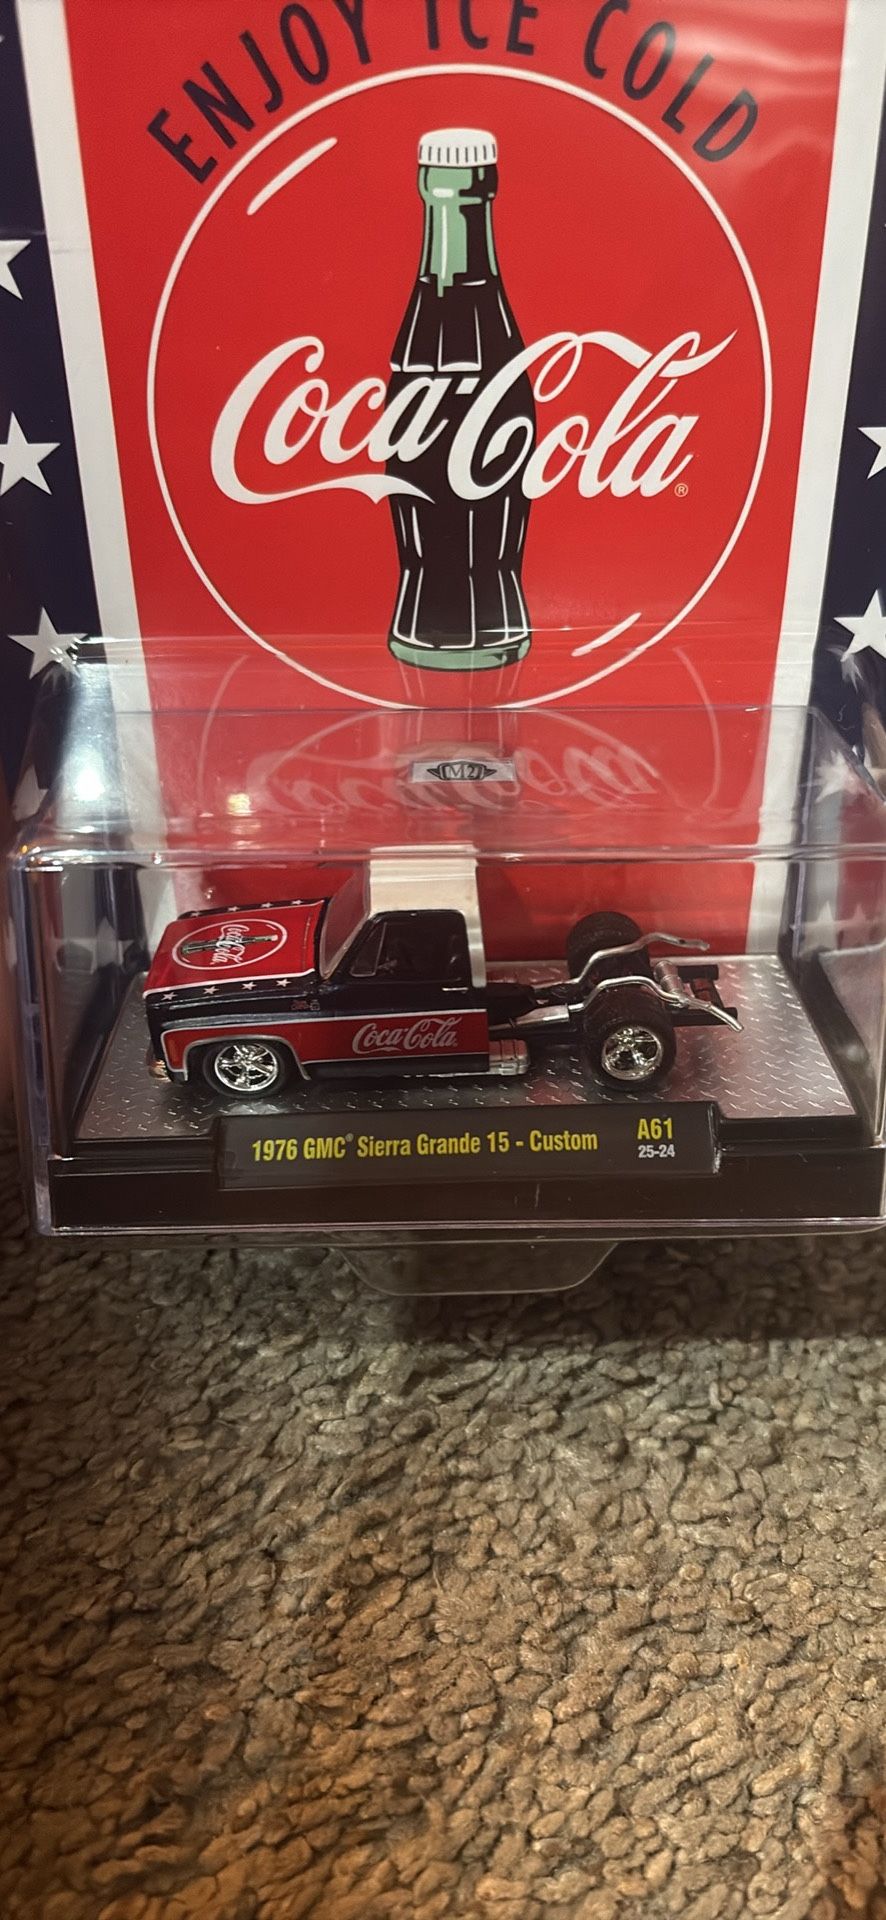 ENJOY ICE COLD
Coca-Cola®
M2
Coca-Cola
Coca-Cola
1976 GMC® Sierra Grande 15 - Custom A61
25-24